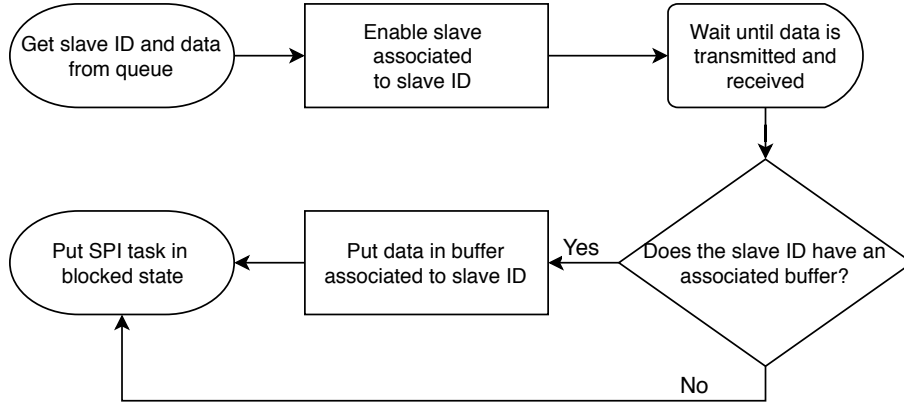 Get slave ID and data
from queue
Enable slave
associated
to slave ID
Wait until data is
transmitted and
received
Does the slave ID have an
associated buffer?
Yes
Put data in buffer
associated to slave ID
Put SPI task in
blocked state
No